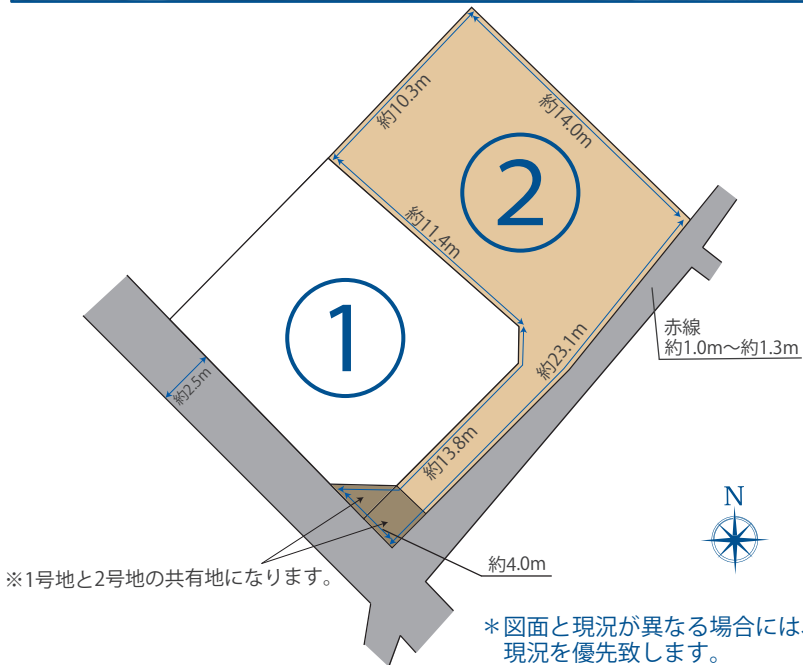 約10.3m
約14.0m
②
約11.4m
①
赤線
約1.0m～約1.3m
約23.1m
約2.5m
約13.8m
N
約4.0m
※1号地と2号地の共有地になります。
＊図面と現況が異なる場合には、
現況を優先致します。